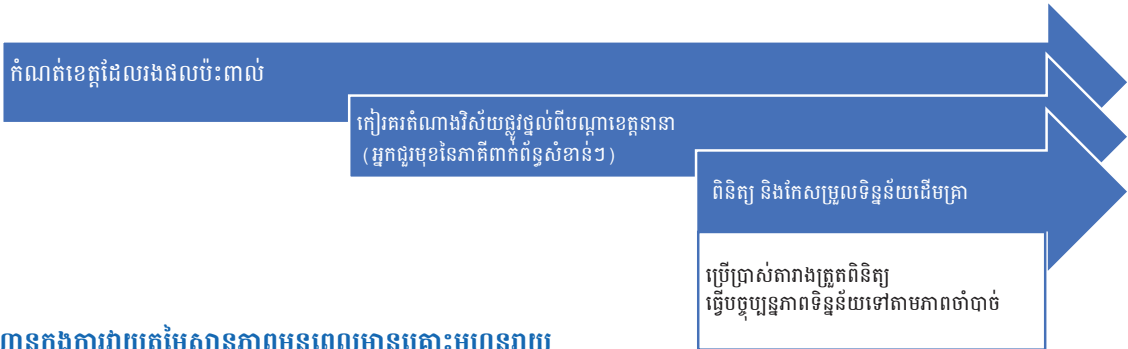 កំណត់ខេត្តដែលរងផលប៉ះពាល់
កៀរគរតំណាងវិស័យផ្លូវថ្នល់ពីបណ្តាខេត្តនានា
(អ្នកជួរមុខនៃភាគីពាក់ព័ន្ធសំខាន់ៗ)
ពិនិត្យ និងកែសម្រួលទិន្នន័យដើមគ្រា
ប្រើប្រាស់តារាងត្រួតពិនិត្យ
ធ្វើបច្ចុប្បន្នភាពទិន្នន័យទៅតាមភាពចាំបាច់